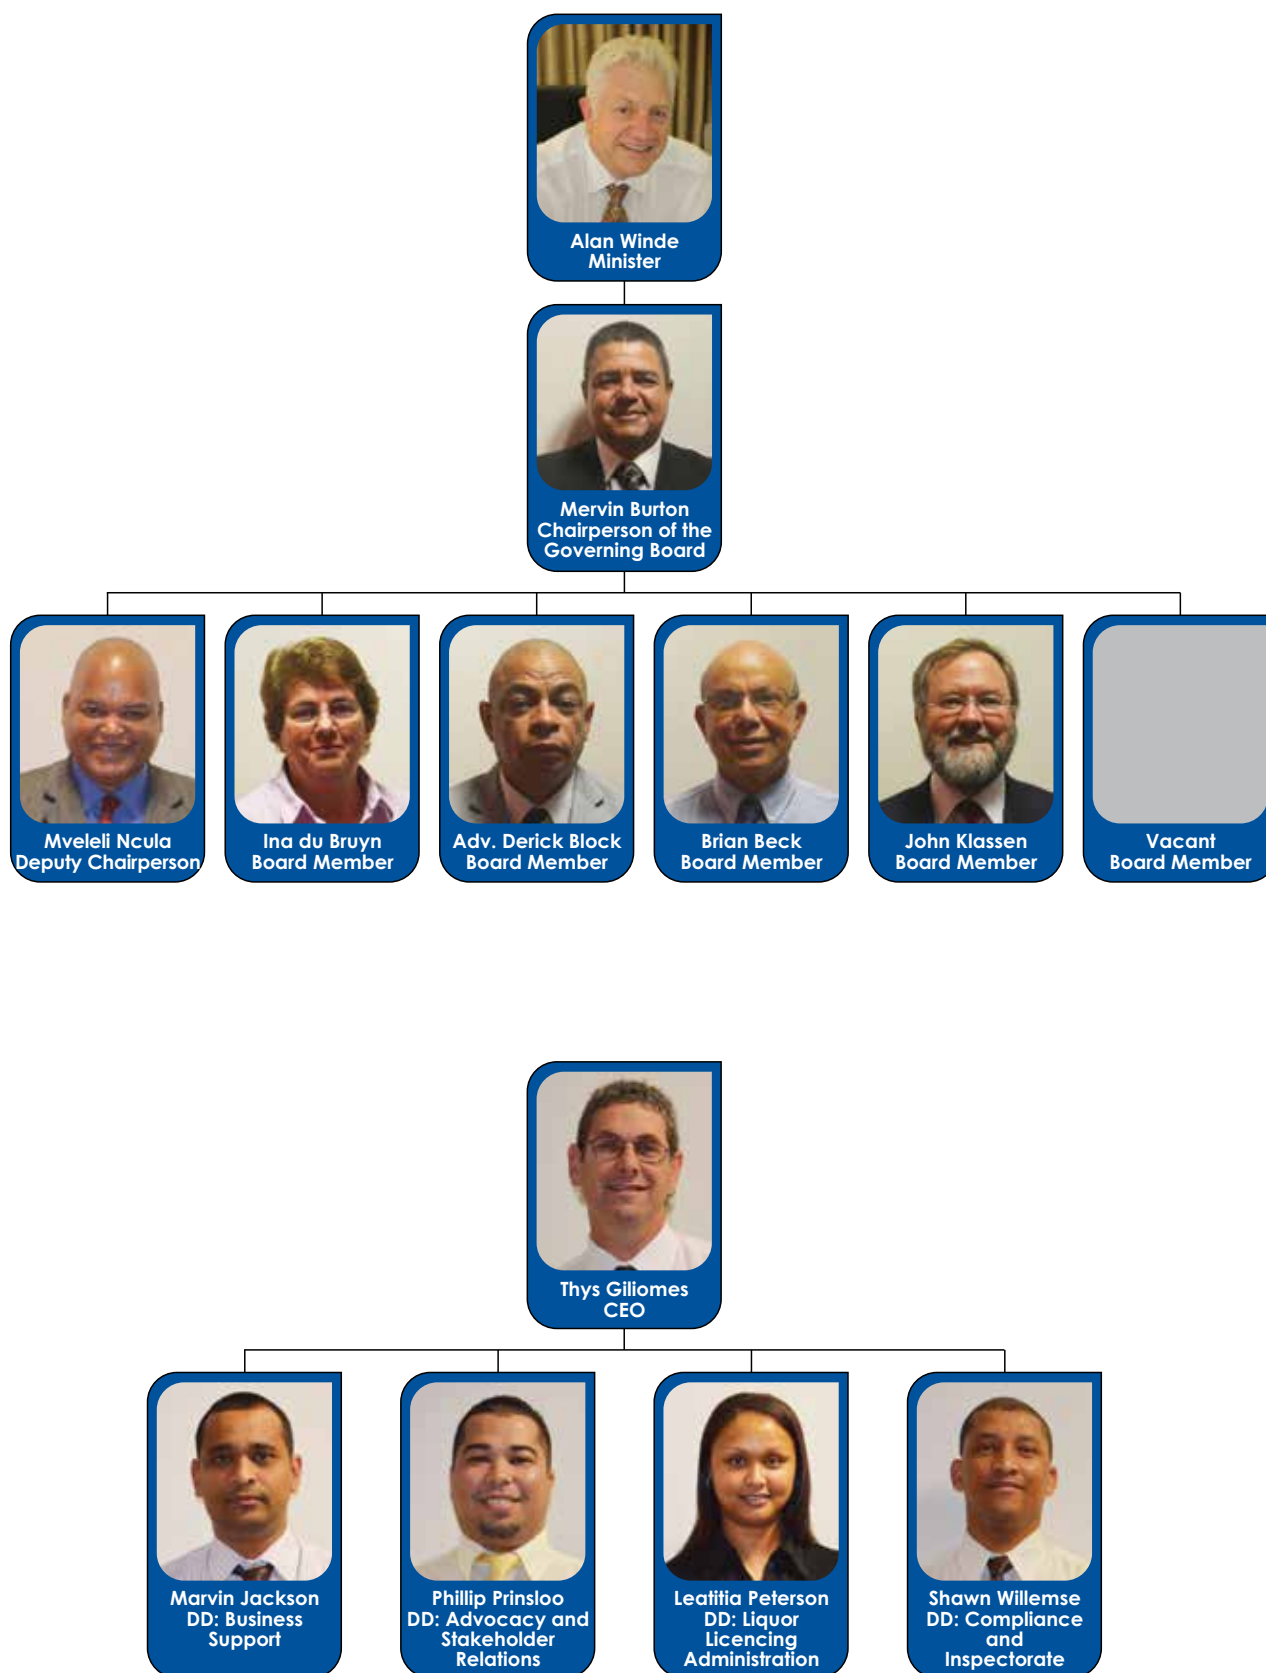 Alan Winde
Minister
Mervin Burton
Chairperson of the
Governing Board
Mveleli Ncula
Deputy Chairperson
Ina du Bruyn
Board Member
Adv. Derick Block
Board Member
Brian Beck
Board Member
John Klassen
Board Member
Vacant
Board Member
Thys Giliomes
CEO
Marvin Jackson
DD: Business
Support
Phillip Prinsloo
DD: Advocacy and
Stakeholder
Relations
Leatitia Peterson
DD: Liquor
Licencing
Administration
Shawn Willemse
DD: Compliance
and
Inspectorate